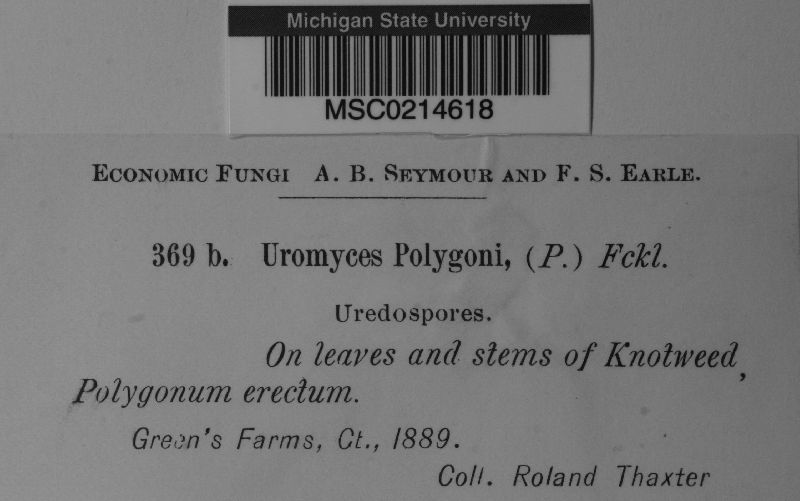 Michigan State University
MSC0214618
Economic Fungi A. B. Seymour and F. S. Earle.
369 b. Uromyces Polygoni, (P.) Fckl.
Uredospores.
On leaves and stems of Knotweed,
Polygonum erectum.
Green's Farms, Ct., 1889.
Coll. Roland Thaxter